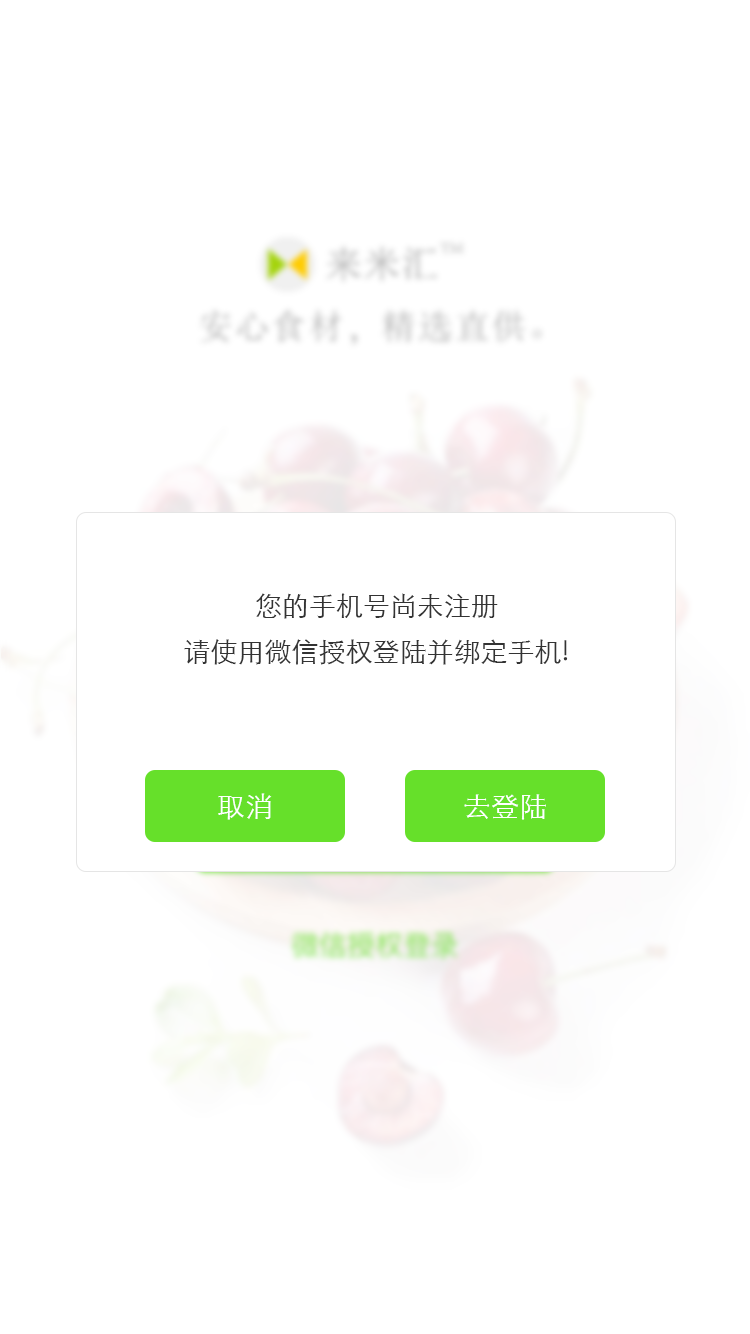 来米汇™
安心食材，精选直供。
您的手机号尚未注册
请使用微信授权登陆并绑定手机!
取消
去登陆
微信授权登录